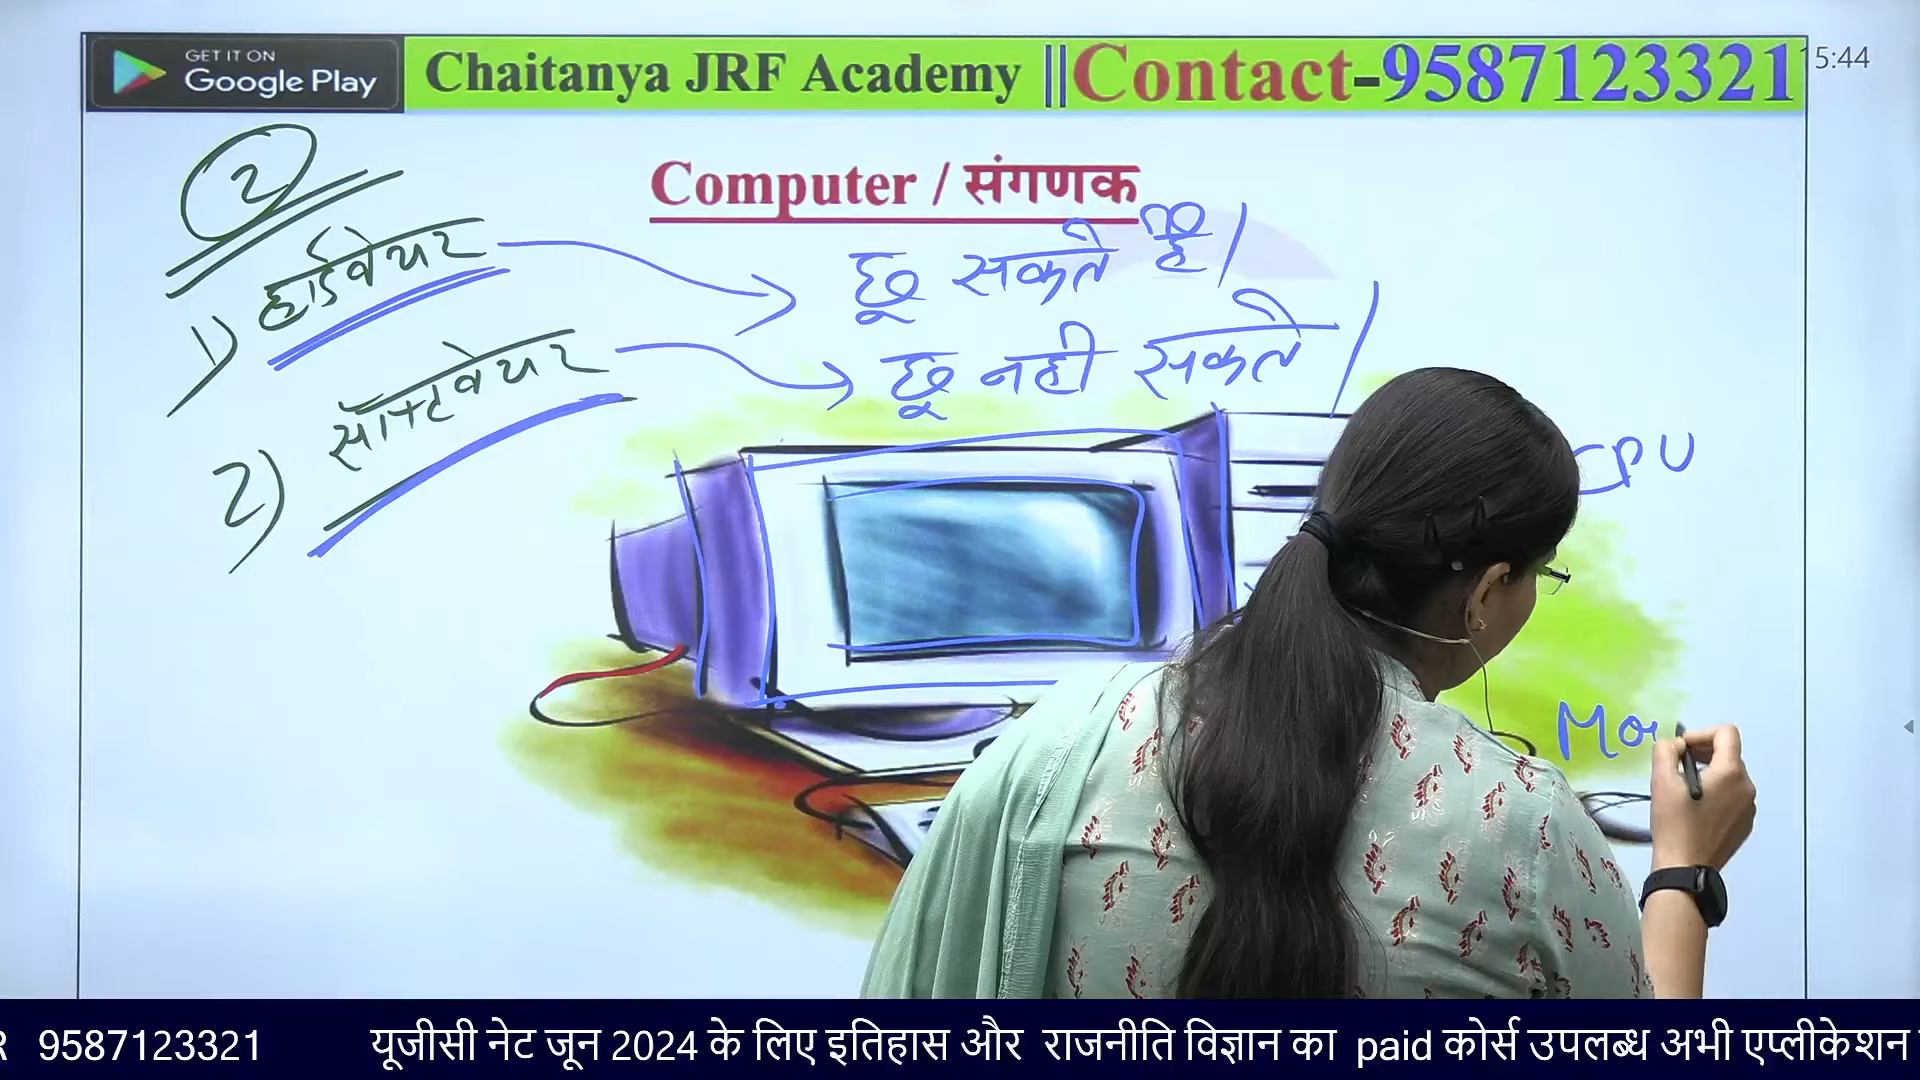 GET IT ON
Google Play
Chaitanya JRF Academy ||Contact-9587123321
15:44
Computer / संगणक
2
1) हार्डवेयर
छू सकते है।
2) सॉफ्टवेयर
छू नही सकते।
CPU
Mo
9587123321 यूजीसी नेट जून 2024 के लिए इतिहास और राजनीति विज्ञान का paid कोर्स उपलब्ध अभी एप्लीकेशन